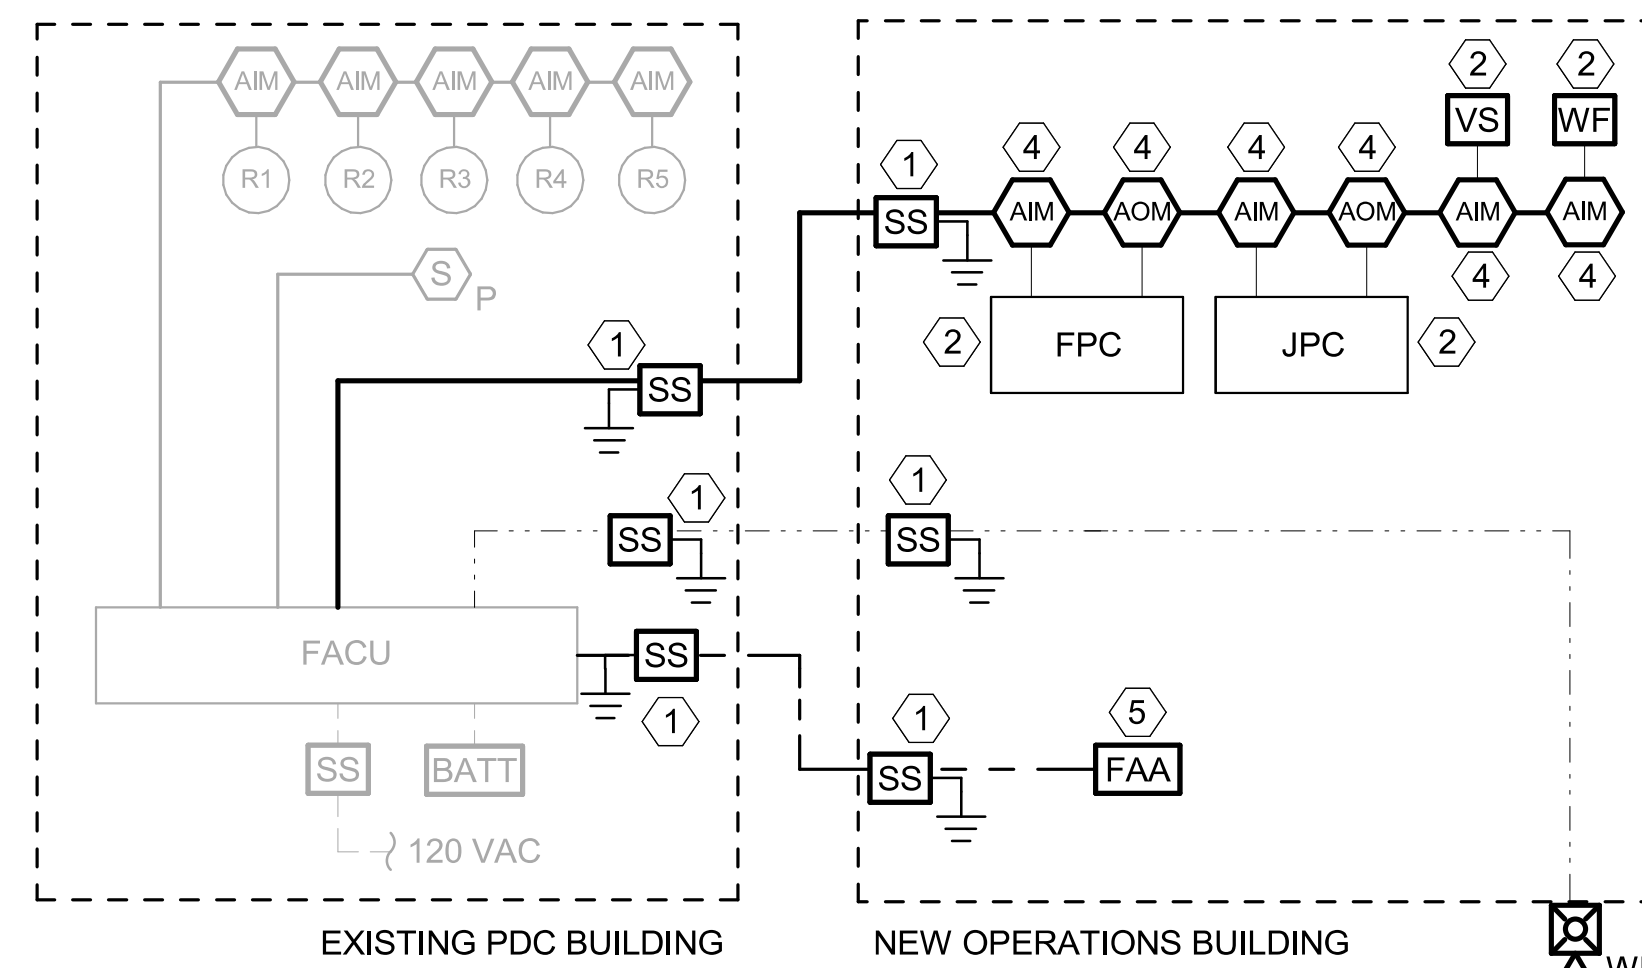 AIM AIM AIM AIM AIM
R1 R2 R3 R4 R5
S
P
1
SS
1
SS
FACU
1
SS
SS
BATT
120 VAC
EXISTING PDC BUILDING
2 2
VS WF
1 4 4 4 4
SS AIM AOM AIM AOM AIM AIM
4 4
2 FPC JPC 2
1
SS
1 5
SS FAA
NEW OPERATIONS BUILDING